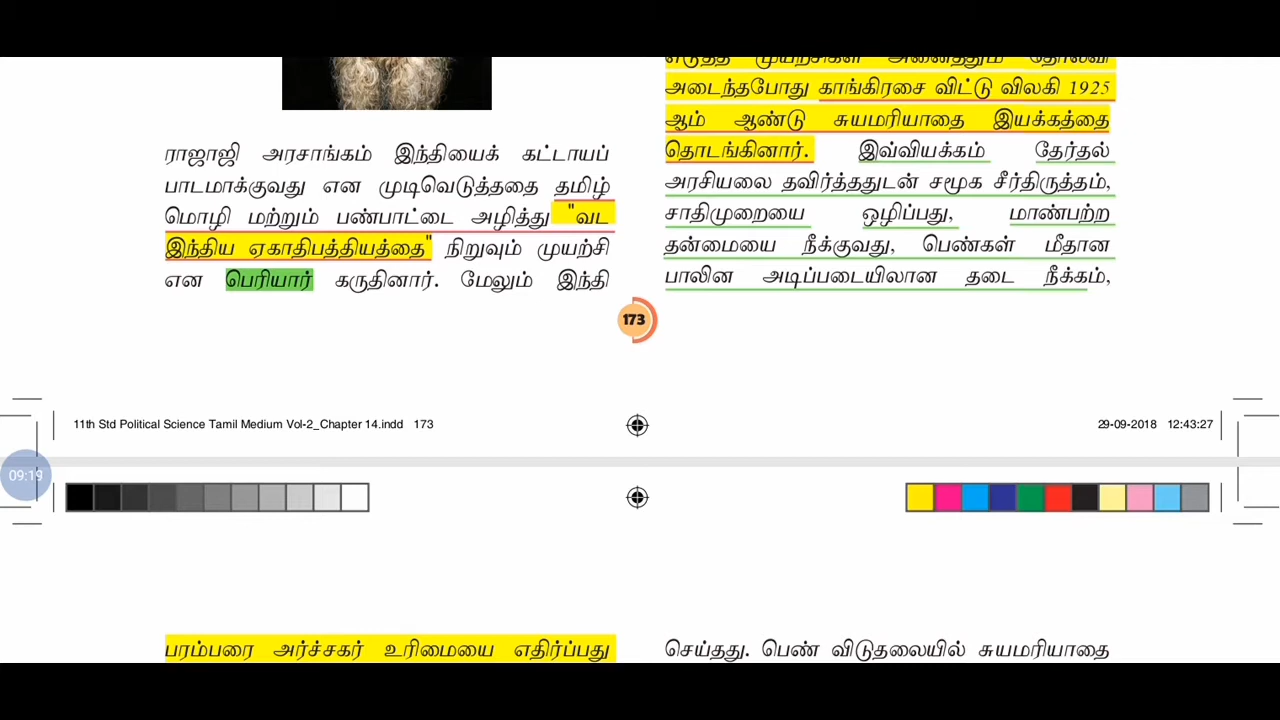 ராஜாஜி அரசாங்கம் இந்தியைக் கட்டாயப்
பாடமாக்குவது என முடிவெடுத்ததை தமிழ்
மொழி மற்றும் பண்பாட்டை அழித்து "வட
இந்திய ஏகாதிபத்தியத்தை" நிறுவும் முயற்சி
என பெரியார் கருதினார். மேலும் இந்தி
எடுத்த முயற்சிகள் அனைத்தும் தோல்வி
அடைந்தபோது காங்கிரசை விட்டு விலகி 1925
ஆம் ஆண்டு சுயமரியாதை இயக்கத்தை
தொடங்கினார். இவ்வியக்கம் தேர்தல்
அரசியலை தவிர்த்ததுடன் சமூக சீர்திருத்தம்,
சாதிமுறையை ஒழிப்பது, மாண்பற்ற
தன்மையை நீக்குவது, பெண்கள் மீதான
பாலின அடிப்படையிலான தடை நீக்கம்,
173
11th Std Political Science Tamil Medium Vol-2_Chapter 14.indd 173
29-09-2018 12:43:27
09:19
பரம்பரை அர்ச்சகர் உரிமையை எதிர்ப்பது
செய்தது. பெண் விடுதலையில் சுயமரியாதை